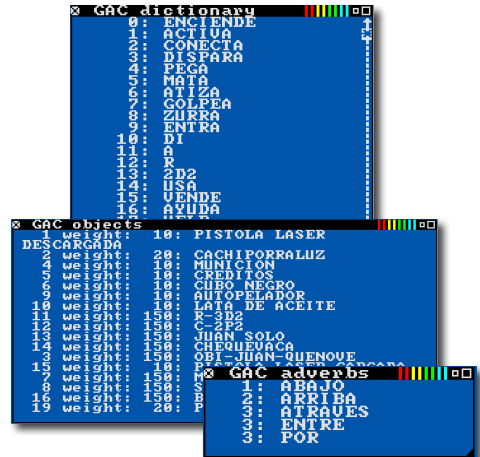 GAC dictionary
0: ENCIENDE
1: ACTIVA
2: CONECTA
3: DISPARA
4: PEGA
5: MATA
6: ATIZA
7: GOLPEA
8: ZURRA
9: ENTRA
10: DI
11: A
12: R
13: 2D2
14: USA
15: VENDE
16: AYUDA
GAC objects
1 weight: 10: PISTOLA LASER
DESCARGADA
2 weight: 20: CACHIPORRALUZ
4 weight: 10: MUNICION
5 weight: 10: CREDITOS
6 weight: 10: CUBO NEGRO
9 weight: 10: AUTOPELADOR
10 weight: 10: LATA DE ACEITE
11 weight: 150: R-3D2
12 weight: 150: C-2P2
13 weight: 150: JUAN SOLO
14 weight: 150: CHEQUEVACA
3 weight: 150: OBI-JUAN-QUENOVE
15 weight: 10: PISTOLA LASER CARGADA
7 weight: 150:
8 weight: 150:
16 weight: 150:
19 weight: 20:
GAC adverbs
1: ABAJO
2: ARRIBA
3: ATRAVES
3: ENTRE
3: POR